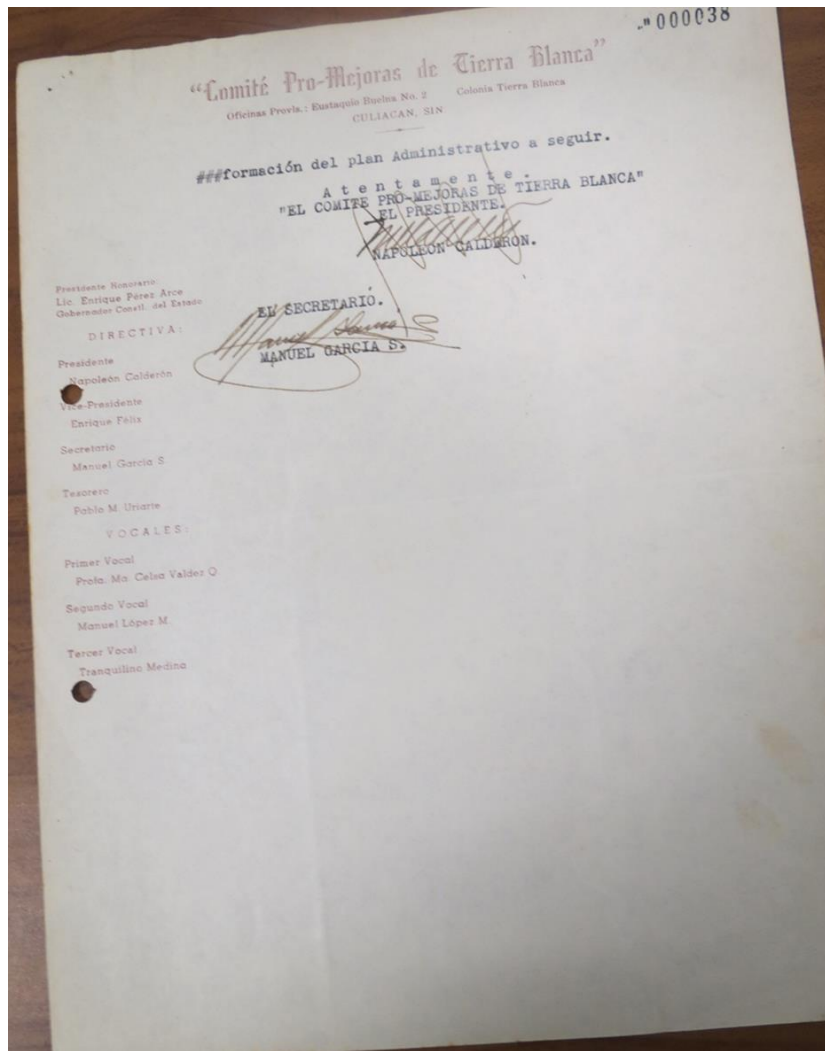 "000038
"Comité Pro-Mejoras de Tierra Blanca"
Oficinas Provis.: Eustaquio Buelna No. 2 Colonia Tierra Blanca
CULIACAN, SIN
###formación del plan Administrativo a seguir.
A t e n t a m e n t e .
"EL COMITE PRO-MEJORAS DE TIERRA BLANCA"
EL PRESIDENTE.
NAPOLEON CALDERON.
Presidente Honorario:
Lic. Enrique Pérez Arce
Gobernador Constl. del Estado
EL SECRETARIO.
MANUEL GARCIA S.
DIRECTIVA:
Presidente
Napoleón Calderón
Vice-Presidente
Enrique Félix
Secretario
Manuel García S.
Tesorero
Pablo M. Uriarte
VOCALES:
Primer Vocal
Profa. Ma. Celsa Valdez Q.
Segundo Vocal
Manuel López M.
Tercer Vocal
Tranquilino Medina